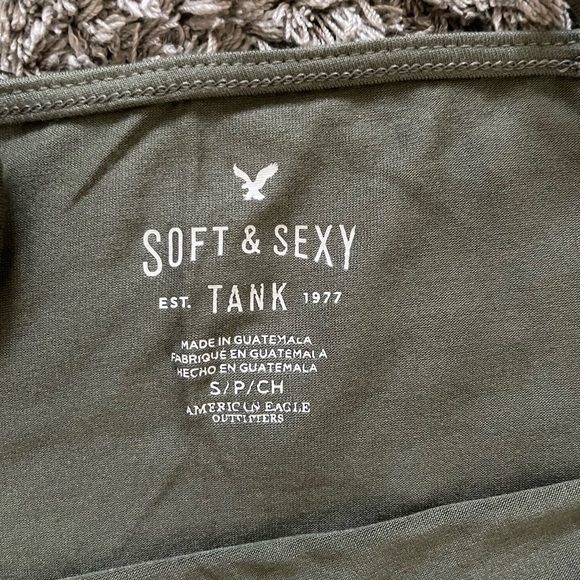 SOFT & SEXY
EST. TANK 1977
MADE IN GUATEMALA
FABRIQUÉ EN GUATEMALA
HECHO EN GUATEMALA
S/P/CH
AMERICAN EAGLE
OUTFITTERS